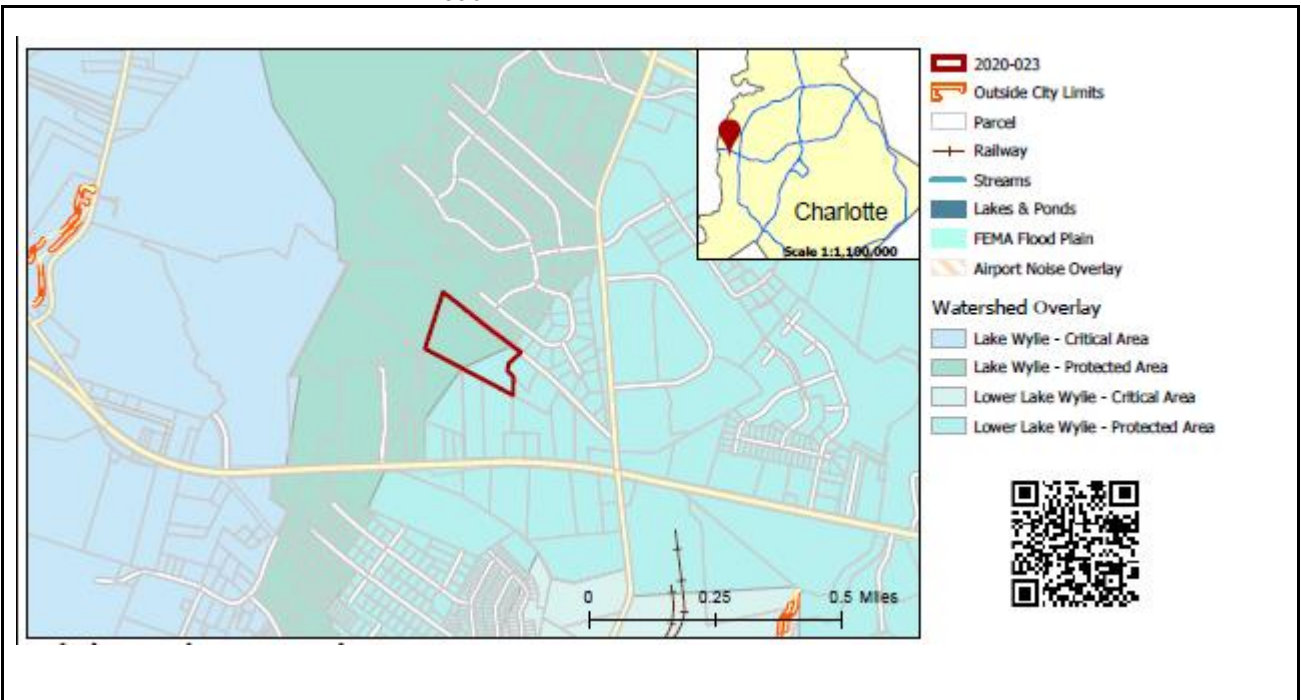 Charlotte
Scale 1:1,180,000
0 0.25 0.5 Miles
2020-023
Outside City Limits
Parcel
Railway
Streams
Lakes & Ponds
FEMA Flood Plain
Airport Noise Overlay
Watershed Overlay
Lake Wylie - Critical Area
Lake Wylie - Protected Area
Lower Lake Wylie - Critical Area
Lower Lake Wylie - Protected Area